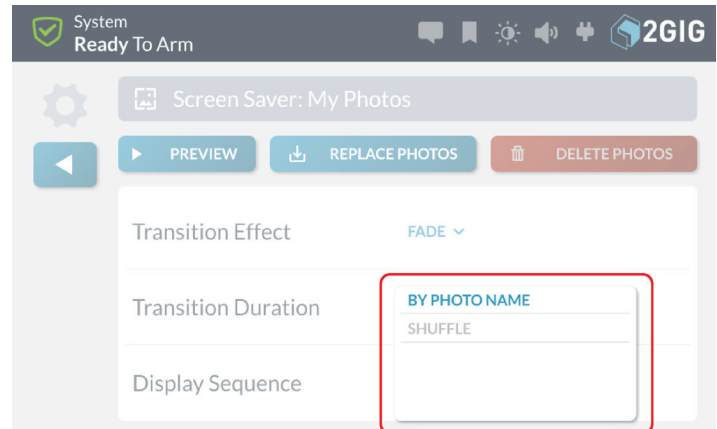 System
Ready To Arm
2GIG
Screen Saver: My Photos
PREVIEW
REPLACE PHOTOS
DELETE PHOTOS
Transition Effect
FADE
Transition Duration
BY PHOTO NAME
SHUFFLE
Display Sequence